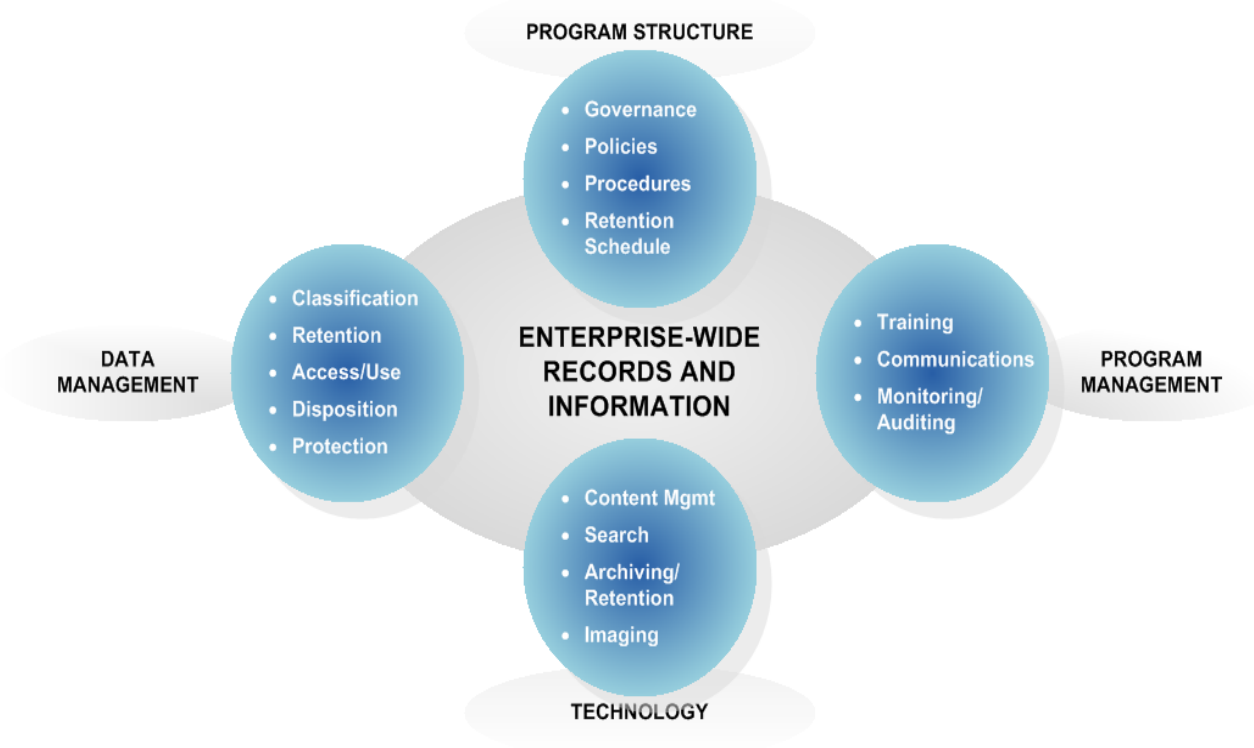 PROGRAM STRUCTURE
• Governance
• Policies
• Procedures
• Retention
Schedule
DATA
MANAGEMENT
• Classification
• Retention
• Access/Use
• Disposition
• Protection
ENTERPRISE-WIDE
RECORDS AND
INFORMATION
• Training
• Communications
• Monitoring/
Auditing
PROGRAM
MANAGEMENT
• Content Mgmt
• Search
• Archiving/
Retention
• Imaging
TECHNOLOGY